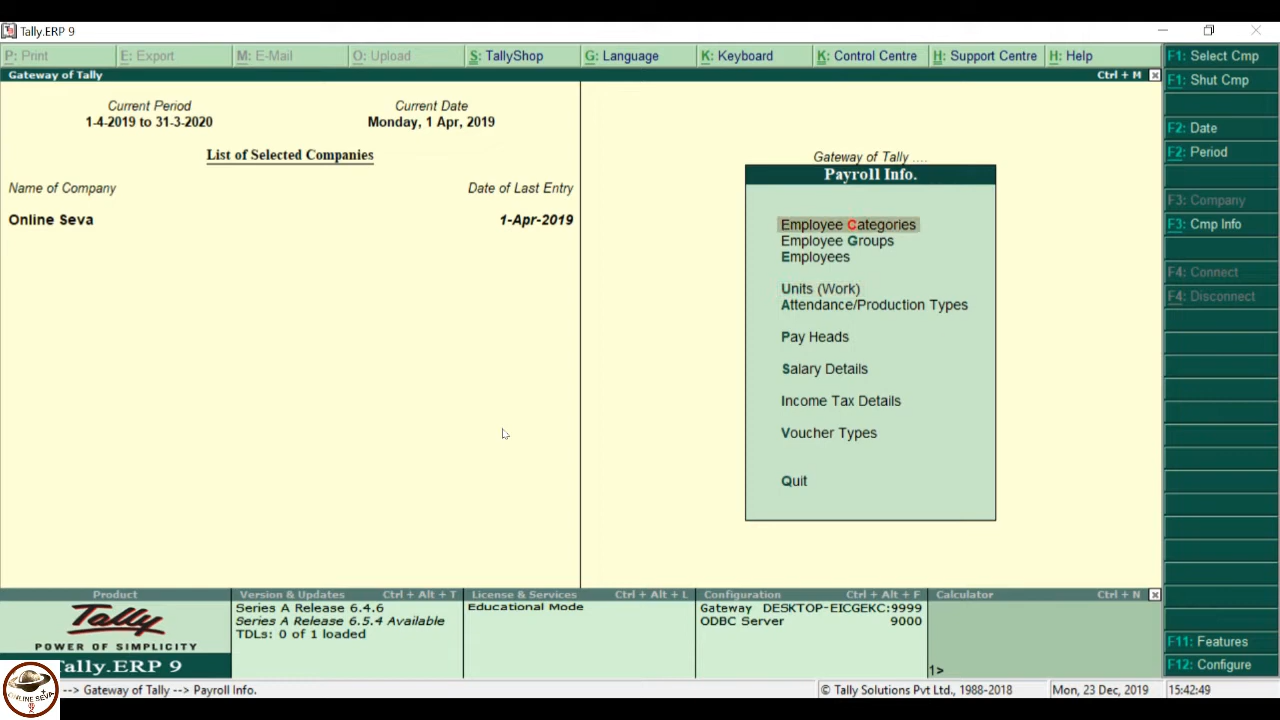 Tally.ERP 9
P: Print E: Export M: E-Mail O: Upload S: TallyShop G: Language K: Keyboard K: Control Centre H: Support Centre H: Help
Gateway of Tally Ctrl + M x
Current Period Current Date
1-4-2019 to 31-3-2020 Monday, 1 Apr, 2019
List of Selected Companies
Name of Company Date of Last Entry
Online Seva 1-Apr-2019
Gateway of Tally ....
Payroll Info.
Employee Categories
Employee Groups
Employees
Units (Work)
Attendance/Production Types
Pay Heads
Salary Details
Income Tax Details
Voucher Types
Quit
F1: Select Cmp
F1: Shut Cmp
F2: Date
F2: Period
F3: Company
F3: Cmp Info
F4: Connect
F4: Disconnect
F11: Features
F12: Configure
Product
Tally
POWER OF SIMPLICITY
Tally.ERP 9
Version & Updates Ctrl + Alt + T
Series A Release 6.4.6
Series A Release 6.5.4 Available
TDLs: 0 of 1 loaded
License & Services Ctrl + Alt + L
Educational Mode
Configuration Ctrl + Alt + F
Gateway DESKTOP-EICGEKC:9999
ODBC Server 9000
Calculator Ctrl + N x
1>
ONLINE SEVA
--> Gateway of Tally --> Payroll Info. © Tally Solutions Pvt Ltd., 1988-2018 Mon, 23 Dec, 2019 15:42:49